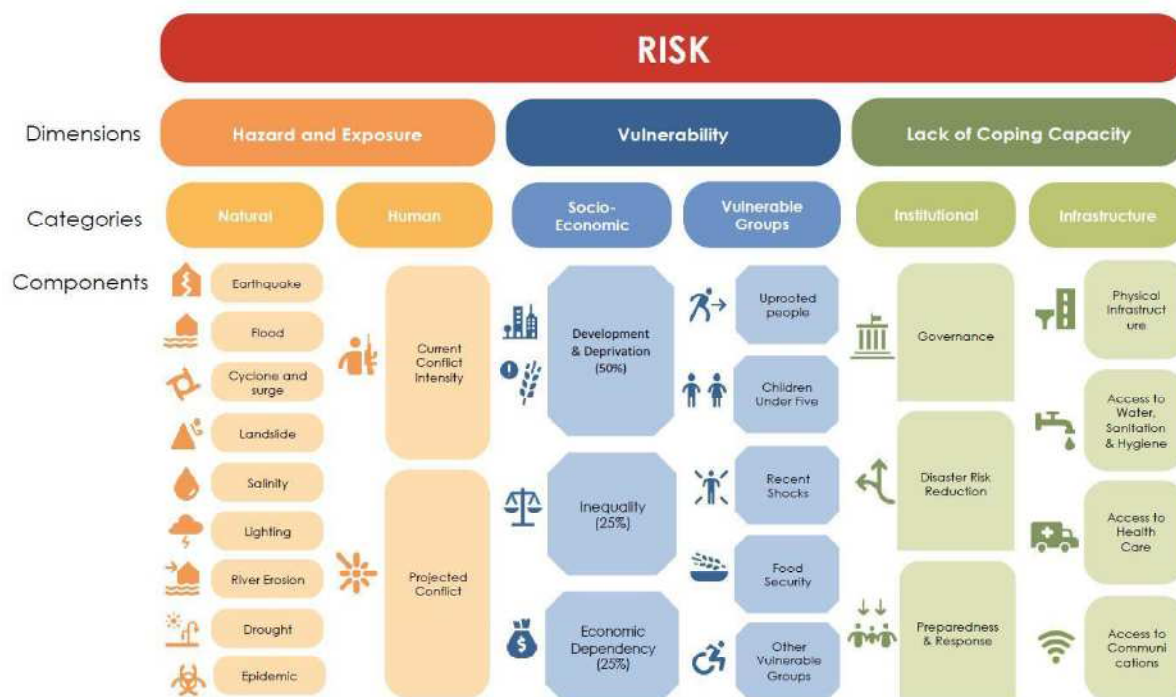 RISK
Dimensions
Hazard and Exposure
Vulnerability
Lack of Coping Capacity
Categories
Natural
Human
Socio-
Economic
Vulnerable
Groups
Institutional
Infrastructure
Components
Earthquake
Flood
Cyclone and
surge
Landslide
Salinity
Lighting
River Erosion
Drought
Epidemic
Current
Conflict
Intensity
Projected
Conflict
Development
& Deprivation
(50%)
Inequality
(25%)
Economic
Dependency
(25%)
Uprooted
people
Children
Under Five
Recent
Shocks
Food
Security
Other
Vulnerable
Groups
Governance
Disaster Risk
Reduction
Preparedness
& Response
Physical
Infrastruct
ure
Access to
Water,
Sanitation
& Hygiene
Access to
Health
Care
Access to
Communi
cations